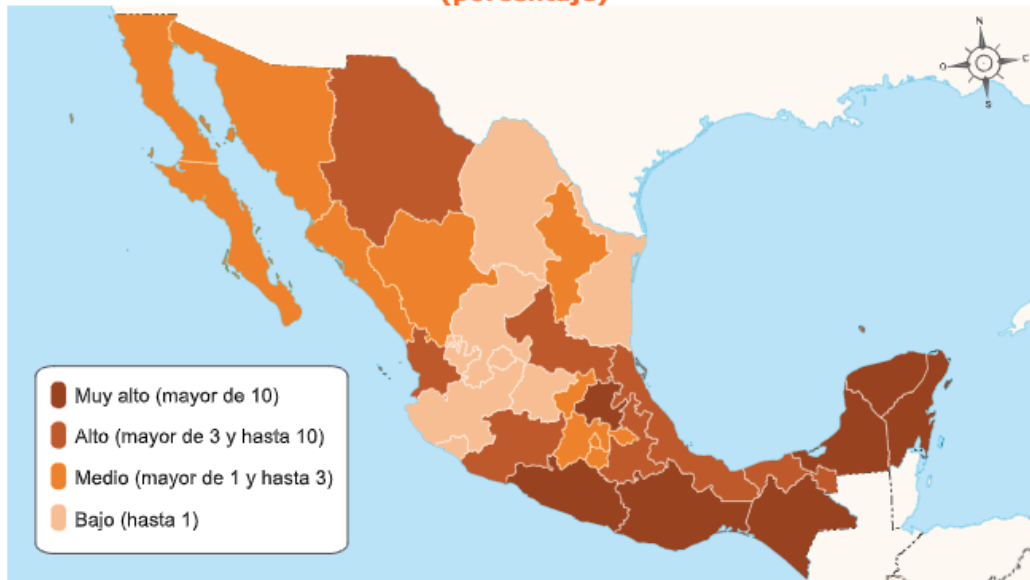 (porcentaje)
N
O
E
S
Muy alto (mayor de 10)
Alto (mayor de 3 y hasta 10)
Medio (mayor de 1 y hasta 3)
Bajo (hasta 1)